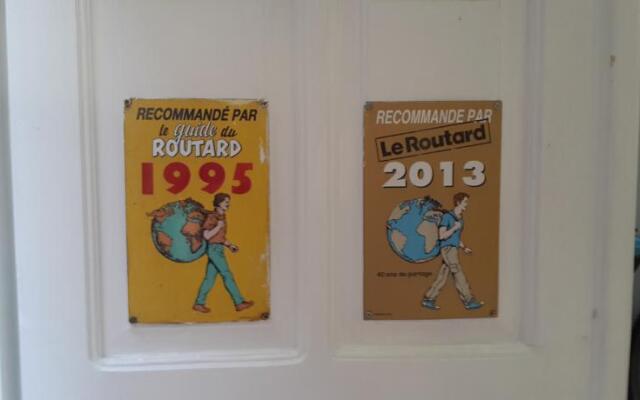 RECOMMANDÉ PAR
le guide du
ROUTARD
1995
RECOMMANDE PAR
Le Routard
2013
40 ans de partage